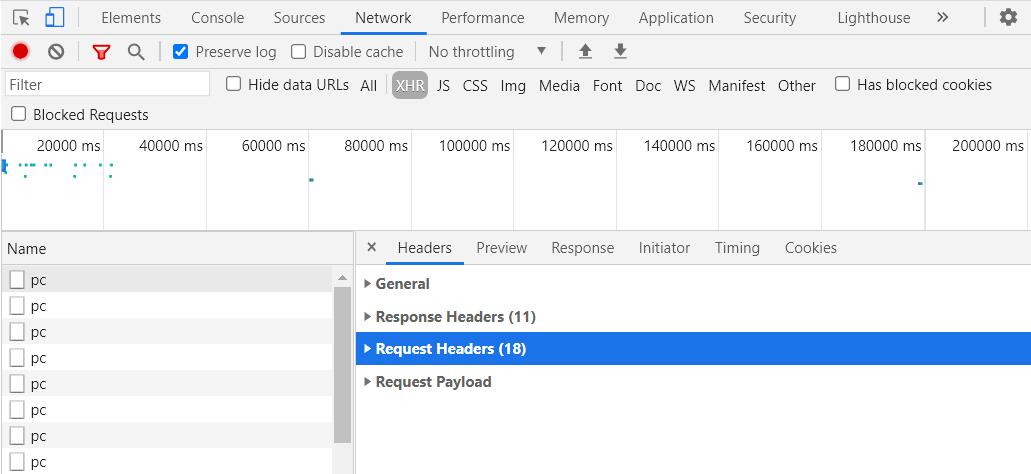 Elements Console Sources Network Performance Memory Application Security Lighthouse »
Preserve log Disable cache No throttling ▼
Filter Hide data URLs All XHR JS CSS Img Media Font Doc WS Manifest Other Has blocked cookies
Blocked Requests
20000 ms 40000 ms 60000 ms 80000 ms 100000 ms 120000 ms 140000 ms 160000 ms 180000 ms 200000 ms
Name × Headers Preview Response Initiator Timing Cookies
pc General
pc Response Headers (11)
pc
pc Request Headers (18)
pc Request Payload
pc
pc
pc